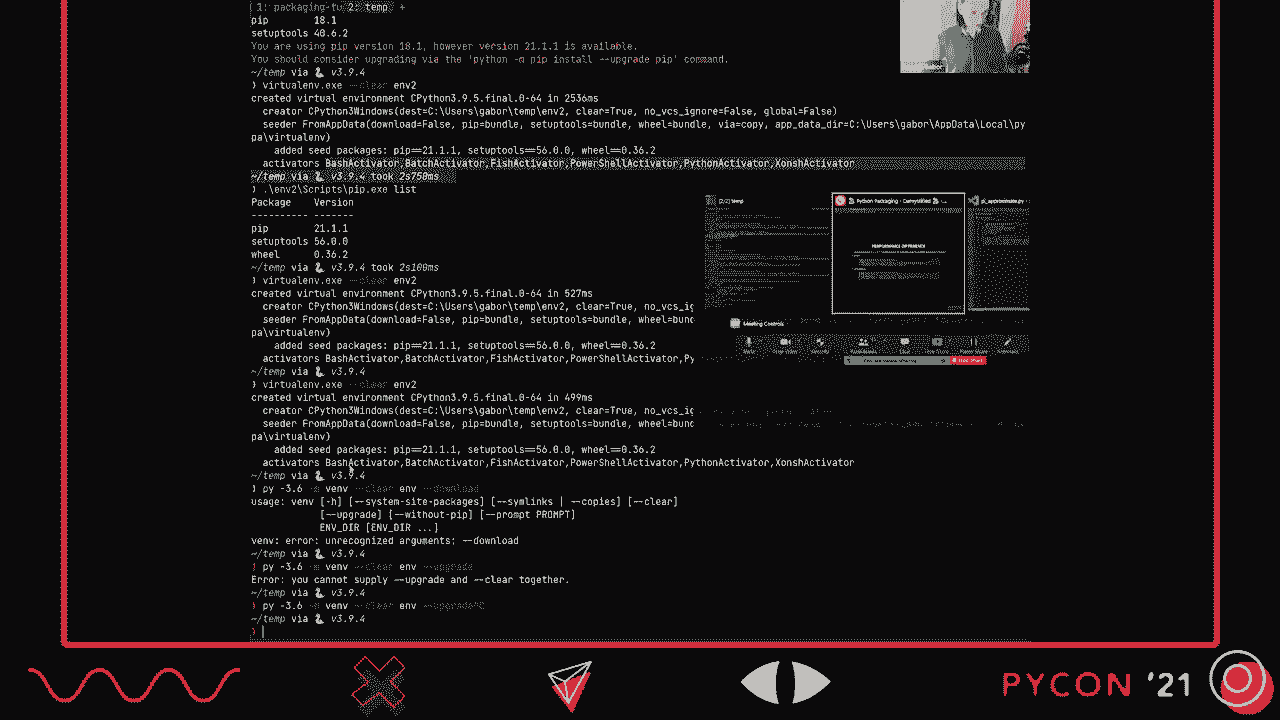 1: packaging-tu 2: temp +
pip 18.1
setuptools 40.6.2
You are using pip version 18.1, however version 21.1.1 is available.
You should consider upgrading via the 'python -m pip install --upgrade pip' command.
~/temp via 🐍 v3.9.4
❯ virtualenv.exe --clear env2
created virtual environment CPython3.9.5.final.0-64 in 2536ms
creator CPython3Windows(dest=C:\Users\gabor\temp\env2, clear=True, no_vcs_ignore=False, global=False)
seeder FromAppData(download=False, pip=bundle, setuptools=bundle, wheel=bundle, via=copy, app_data_dir=C:\Users\gabor\AppData\Local\py
pa\virtualenv)
added seed packages: pip==21.1.1, setuptools==56.0.0, wheel==0.36.2
activators BashActivator,BatchActivator,FishActivator,PowerShellActivator,PythonActivator,XonshActivator
~/temp via 🐍 v3.9.4 took 2s750ms
❯ .\env2\Scripts\pip.exe list
Package Version
---------- -------
pip 21.1.1
setuptools 56.0.0
wheel 0.36.2
~/temp via 🐍 v3.9.4 took 2s100ms
❯ virtualenv.exe --clear env2
created virtual environment CPython3.9.5.final.0-64 in 527ms
creator CPython3Windows(dest=C:\Users\gabor\temp\env2, clear=True, no_vcs_ig
seeder FromAppData(download=False, pip=bundle, setuptools=bundle, wheel=bund
pa\virtualenv)
added seed packages: pip==21.1.1, setuptools==56.0.0, wheel==0.36.2
activators BashActivator,BatchActivator,FishActivator,PowerShellActivator,Py
~/temp via 🐍 v3.9.4
❯ virtualenv.exe --clear env2
created virtual environment CPython3.9.5.final.0-64 in 499ms
creator CPython3Windows(dest=C:\Users\gabor\temp\env2, clear=True, no_vcs_ig
seeder FromAppData(download=False, pip=bundle, setuptools=bundle, wheel=bund
pa\virtualenv)
added seed packages: pip==21.1.1, setuptools==56.0.0, wheel==0.36.2
activators BashActivator,BatchActivator,FishActivator,PowerShellActivator,PythonActivator,XonshActivator
~/temp via 🐍 v3.9.4
❯ py -3.6 -m venv --clear env --download
usage: venv [-h] [--system-site-packages] [--symlinks | --copies] [--clear]
[--upgrade] [--without-pip] [--prompt PROMPT]
ENV_DIR [ENV_DIR ...]
venv: error: unrecognized arguments: --download
~/temp via 🐍 v3.9.4
❯ py -3.6 -m venv --clear env --upgrade
Error: you cannot supply --upgrade and --clear together.
~/temp via 🐍 v3.9.4
❯ py -3.6 -m venv --clear env --upgrade^C
~/temp via 🐍 v3.9.4
❯
[2/2] temp
Python Packaging - Demystified
PERFORMANCE OPTIMISATIONS
Meeting Controls
PYCON '21